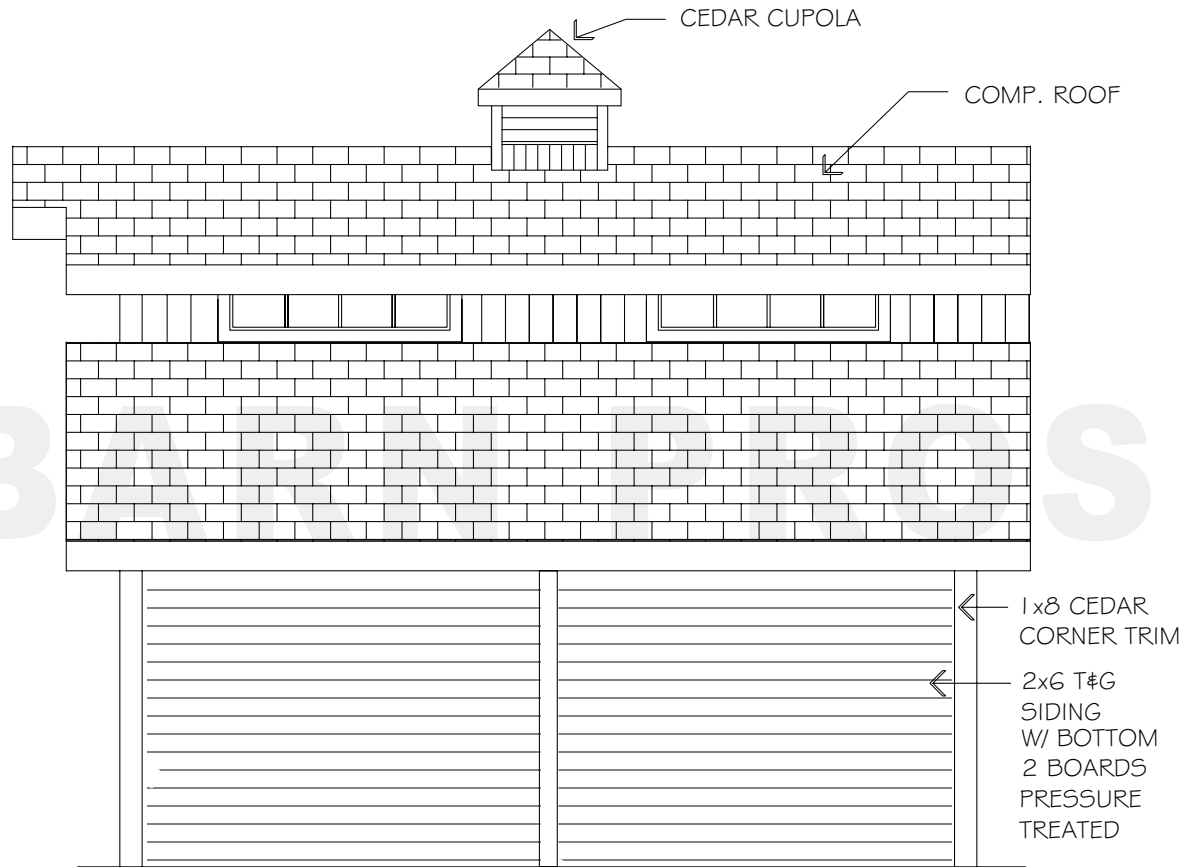 CEDAR CUPOLA
COMP. ROOF
BARN PROS
1x8 CEDAR
CORNER TRIM
2x6 T&G
SIDING
W/ BOTTOM
2 BOARDS
PRESSURE
TREATED